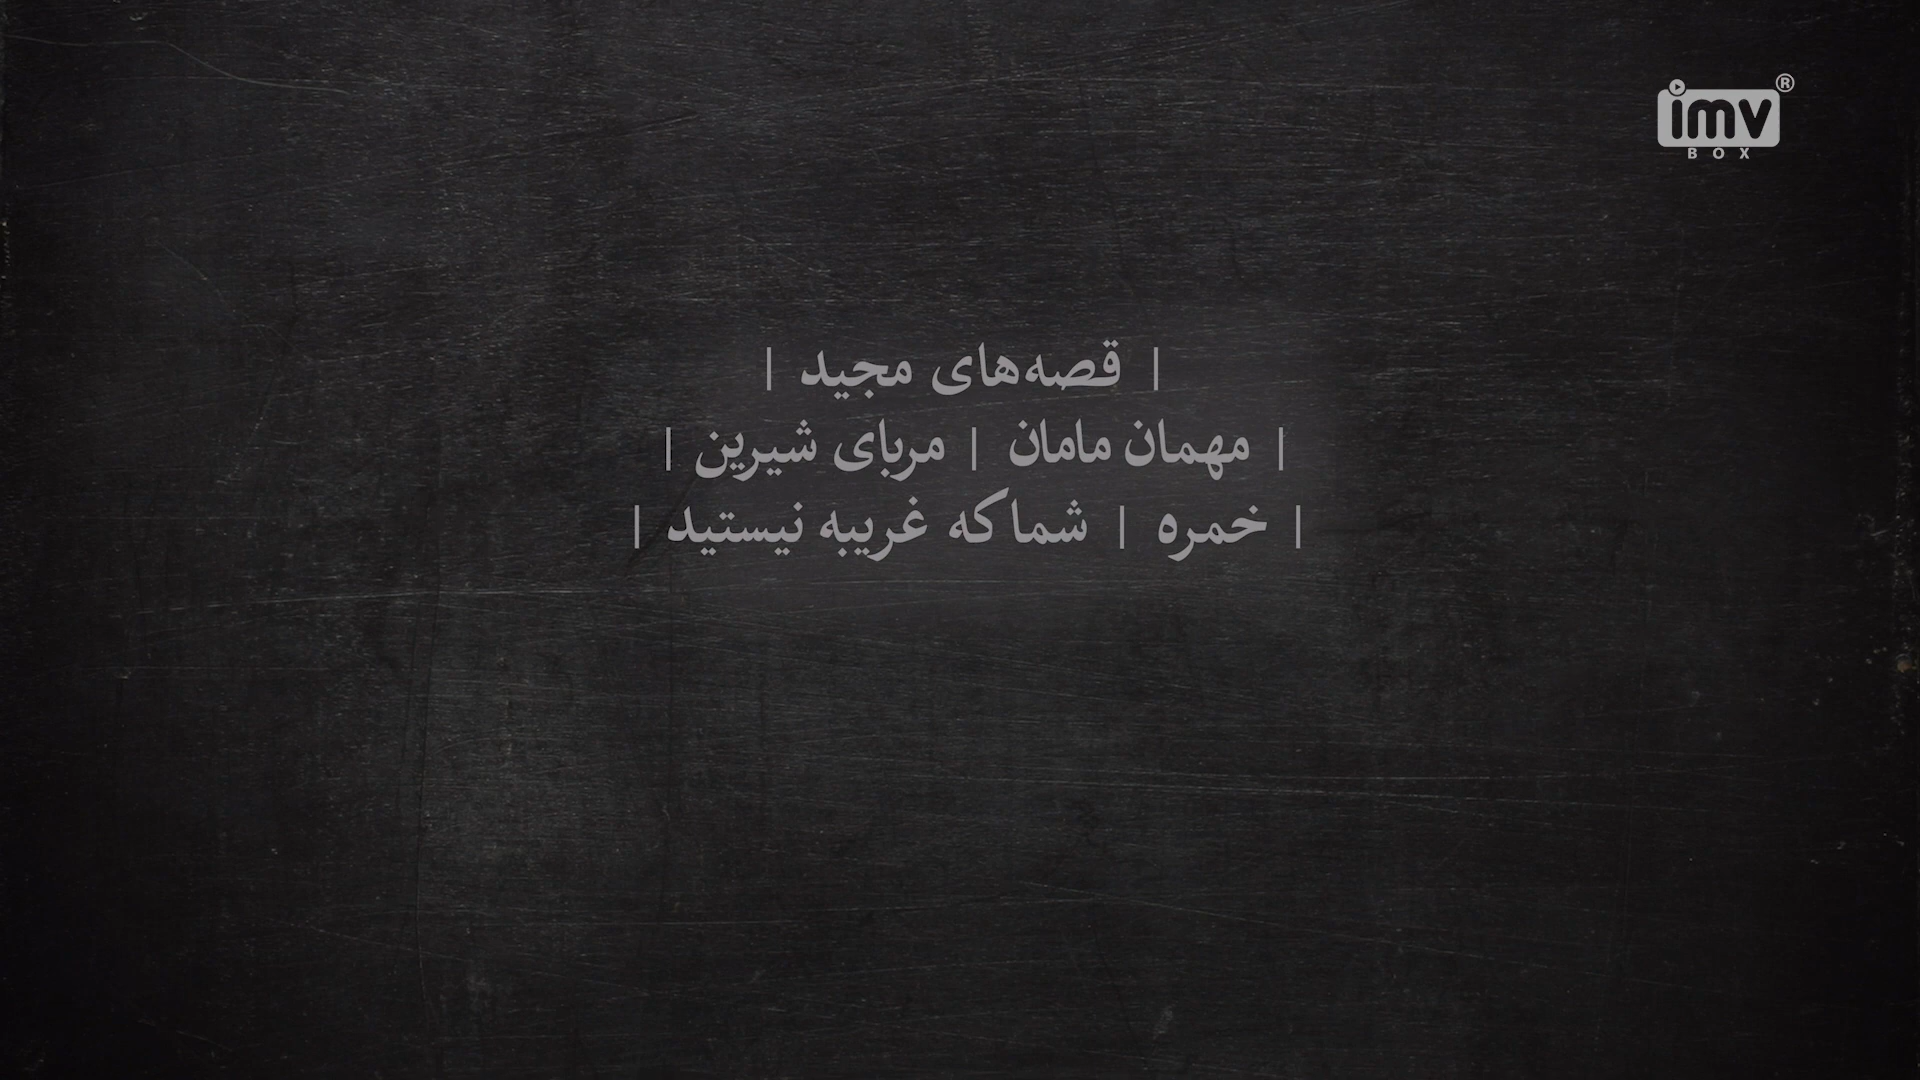 imv®
BOX
| قصه‌های مجید |
| مهمان مامان | مربای شیرین |
| خمره | شما که غریبه نیستید |